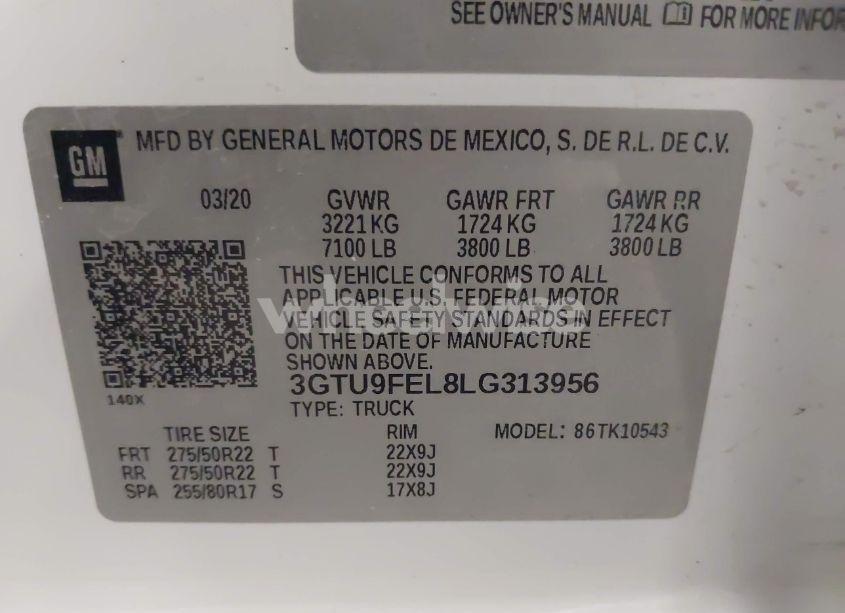 SEE OWNER'S MANUAL FOR MORE INFOR
GM MFD BY GENERAL MOTORS DE MEXICO, S. DE R.L. DE C.V.
03/20 GVWR GAWR FRT GAWR RR
3221 KG 1724 KG 1724 KG
7100 LB 3800 LB 3800 LB
THIS VEHICLE CONFORMS TO ALL
APPLICABLE U.S. FEDERAL MOTOR
VEHICLE SAFETY STANDARDS IN EFFECT
ON THE DATE OF MANUFACTURE
SHOWN ABOVE.
3GTU9FEL8LG313956
140X
TYPE: TRUCK
TIRE SIZE RIM MODEL: 86TK10543
FRT 275/50R22 T 22X9J
RR 275/50R22 T 22X9J
SPA 255/80R17 S 17X8J